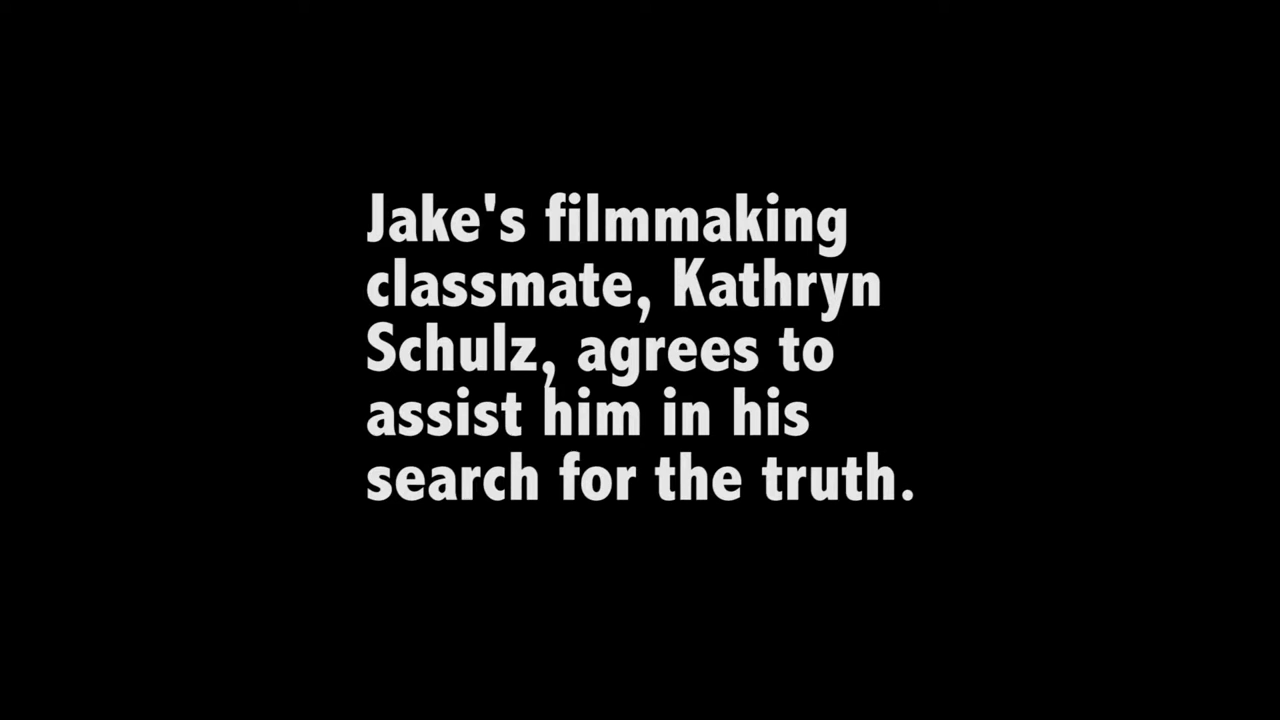 Jake's filmmaking
classmate, Kathryn
Schulz, agrees to
assist him in his
search for the truth.